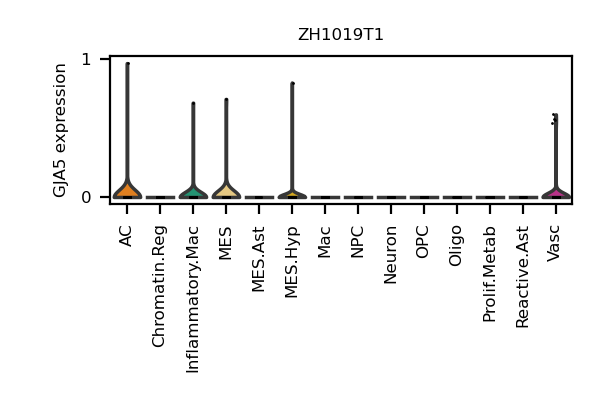 ZH1019T1
GJA5 expression
1
0
AC
Chromatin.Reg
Inflammatory.Mac
MES
MES.Ast
MES.Hyp
Mac
NPC
Neuron
OPC
Oligo
Prolif.Metab
Reactive.Ast
Vasc